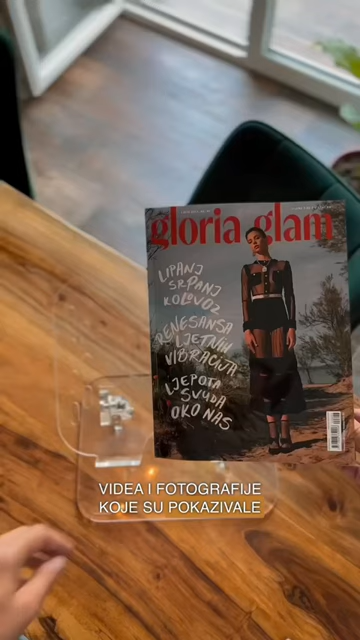 gloria glam
LIPANJ
SRPANJ
KOLOVOZ
RENESANSA
LJETNIH
VIBRACIJA
LJEPOTA
SVUDA
OKO NAS
VIDEA I FOTOGRAFIJE
KOJE SU POKAZIVALE